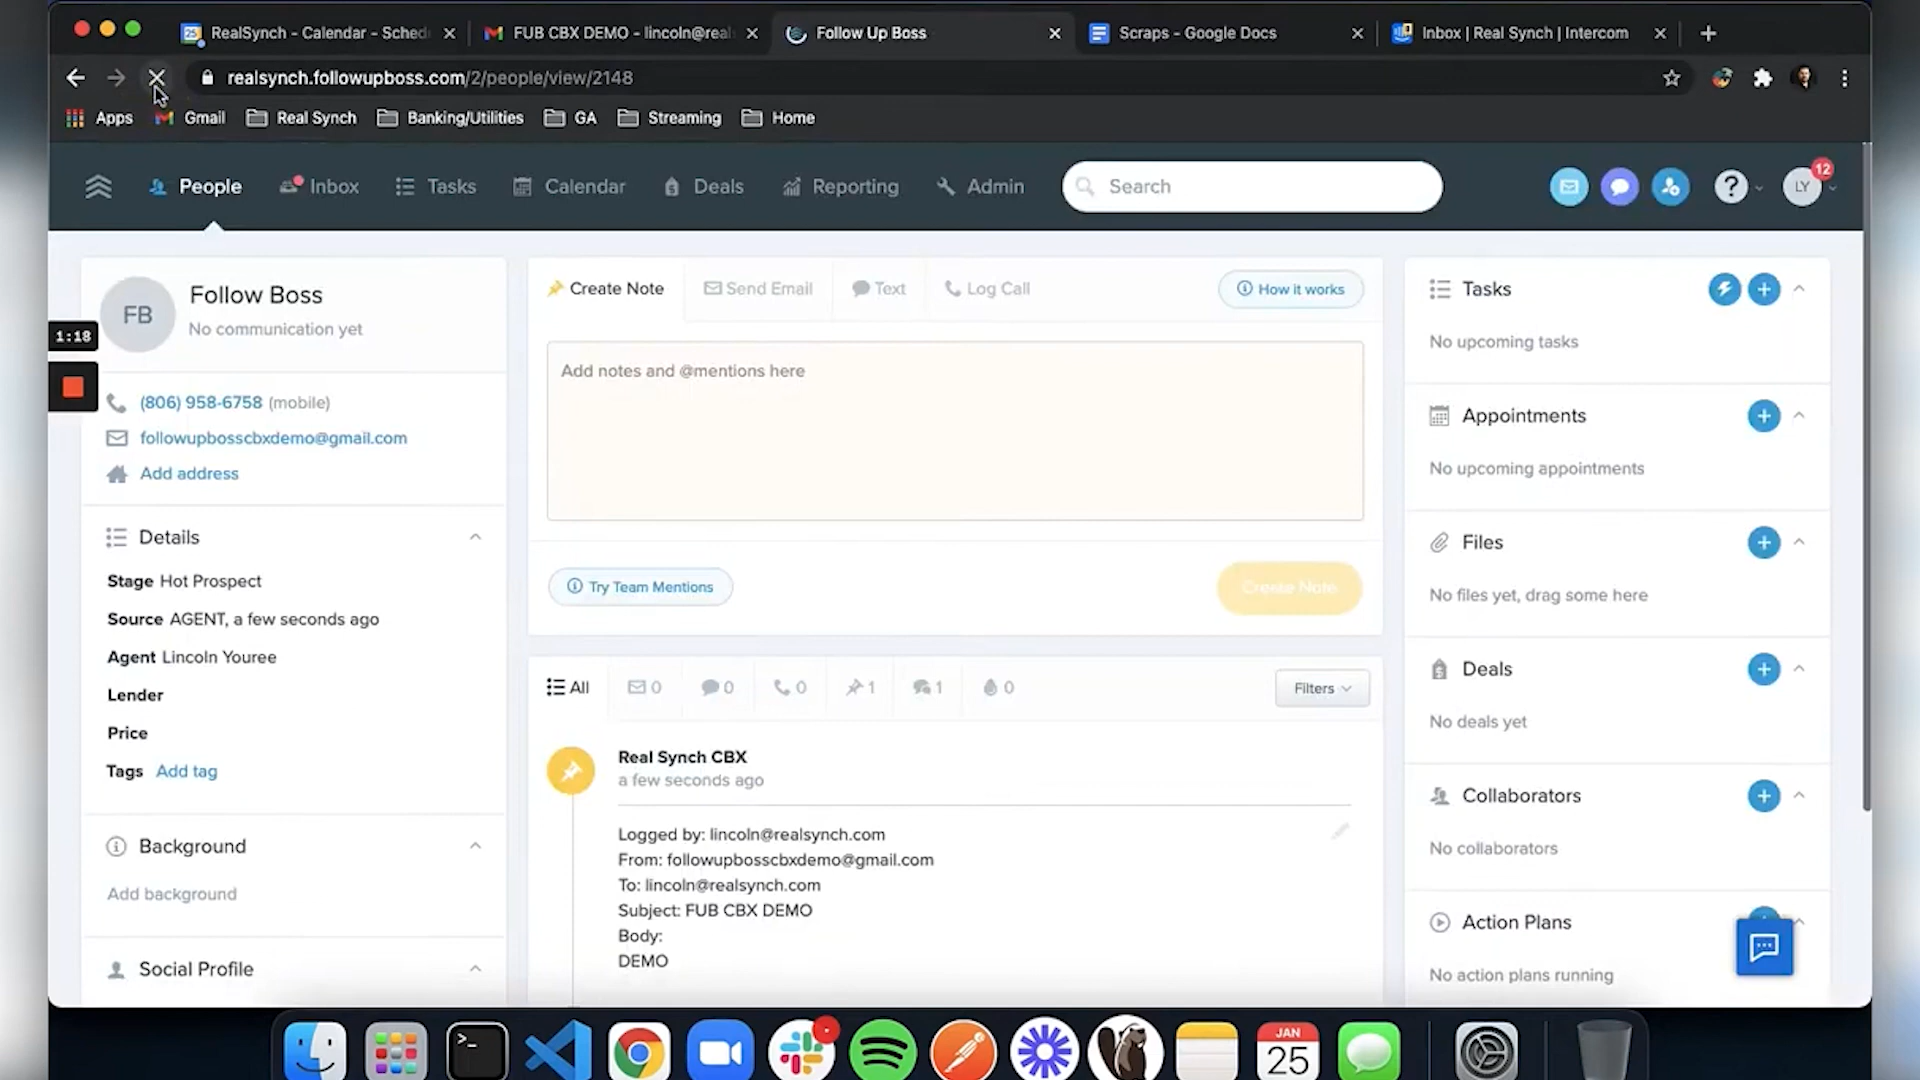 RealSynch - Calendar - Sched
FUB CBX DEMO - lincoln@real
Follow Up Boss
Scraps - Google Docs
Inbox | Real Synch | Intercom
realsynch.followupboss.com/2/people/view/2148
Apps
Gmail
Real Synch
Banking/Utilities
GA
Streaming
Home
People
Inbox
Tasks
Calendar
Deals
Reporting
Admin
Search
?
LY
12
FB
Follow Boss
No communication yet
1:18
(806) 958-6758 (mobile)
followupbosscbxdemo@gmail.com
Add address
Details
Stage Hot Prospect
Source AGENT, a few seconds ago
Agent Lincoln Youree
Lender
Price
Tags Add tag
Background
Add background
Social Profile
Create Note
Send Email
Text
Log Call
How it works
Add notes and @mentions here
Try Team Mentions
Create Note
All
0
0
0
1
1
0
Filters
Real Synch CBX
a few seconds ago
Logged by: lincoln@realsynch.com
From: followupbosscbxdemo@gmail.com
To: lincoln@realsynch.com
Subject: FUB CBX DEMO
Body:
DEMO
Tasks
No upcoming tasks
Appointments
No upcoming appointments
Files
No files yet, drag some here
Deals
No deals yet
Collaborators
No collaborators
Action Plans
No action plans running
JAN
25